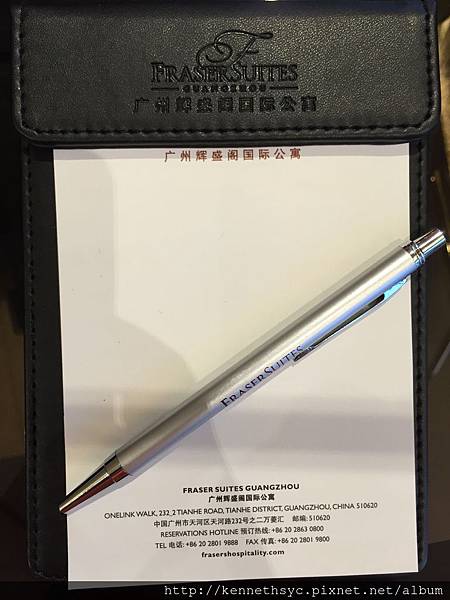 F
FRASER SUITES
GUANGZHOU
广州辉盛阁国际公寓
广州辉盛阁国际公寓
FRASER SUITES
FRASER SUITES GUANGZHOU
广州辉盛阁国际公寓
ONELINK WALK, 232_2 TIANHE ROAD, TIANHE DISTRICT, GUANGZHOU, CHINA 510620
中国广州市天河区天河路232号之二万菱汇 邮编: 510620
RESERVATIONS HOTLINE 预订热线: +86 20 2863 0800
TEL 电话: +86 20 2801 9888 FAX 传真: +86 20 2801 9800
frasershospitality.com
http://kennethsyc.pixnet.net/album